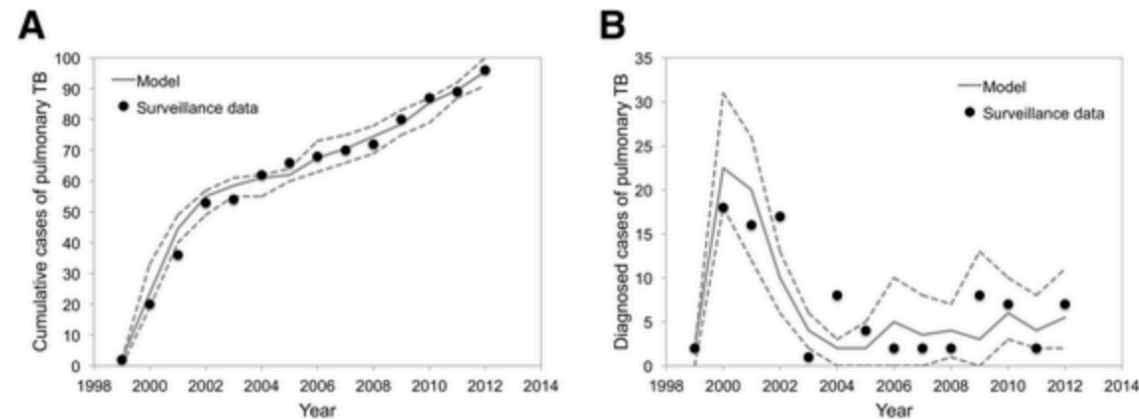 A
Cumulative cases of pulmonary TB
100
90
80
70
60
50
40
30
20
10
0
Model
Surveillance data
1998 2000 2002 2004 2006 2008 2010 2012 2014
Year
B
Diagnosed cases of pulmonary TB
35
30
25
20
15
10
5
0
Model
Surveillance data
1998 2000 2002 2004 2006 2008 2010 2012 2014
Year